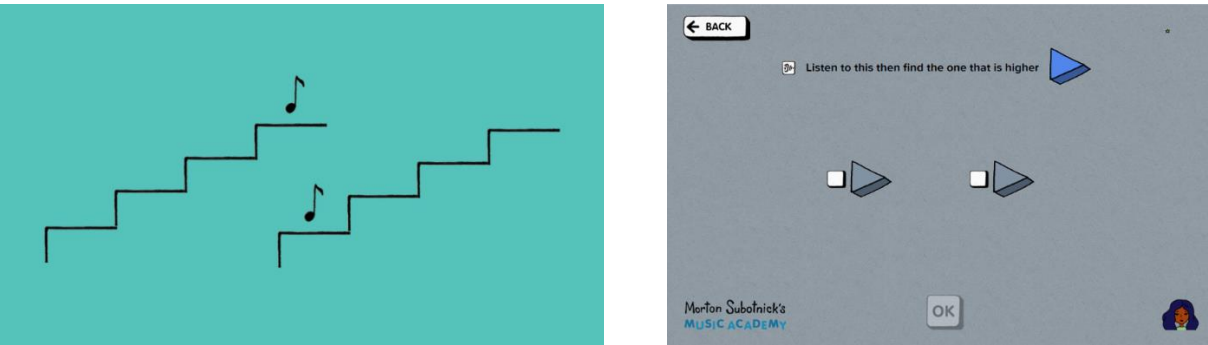 BACK
Listen to this then find the one that is higher
OK
Morton Subotnick's
MUSIC ACADEMY